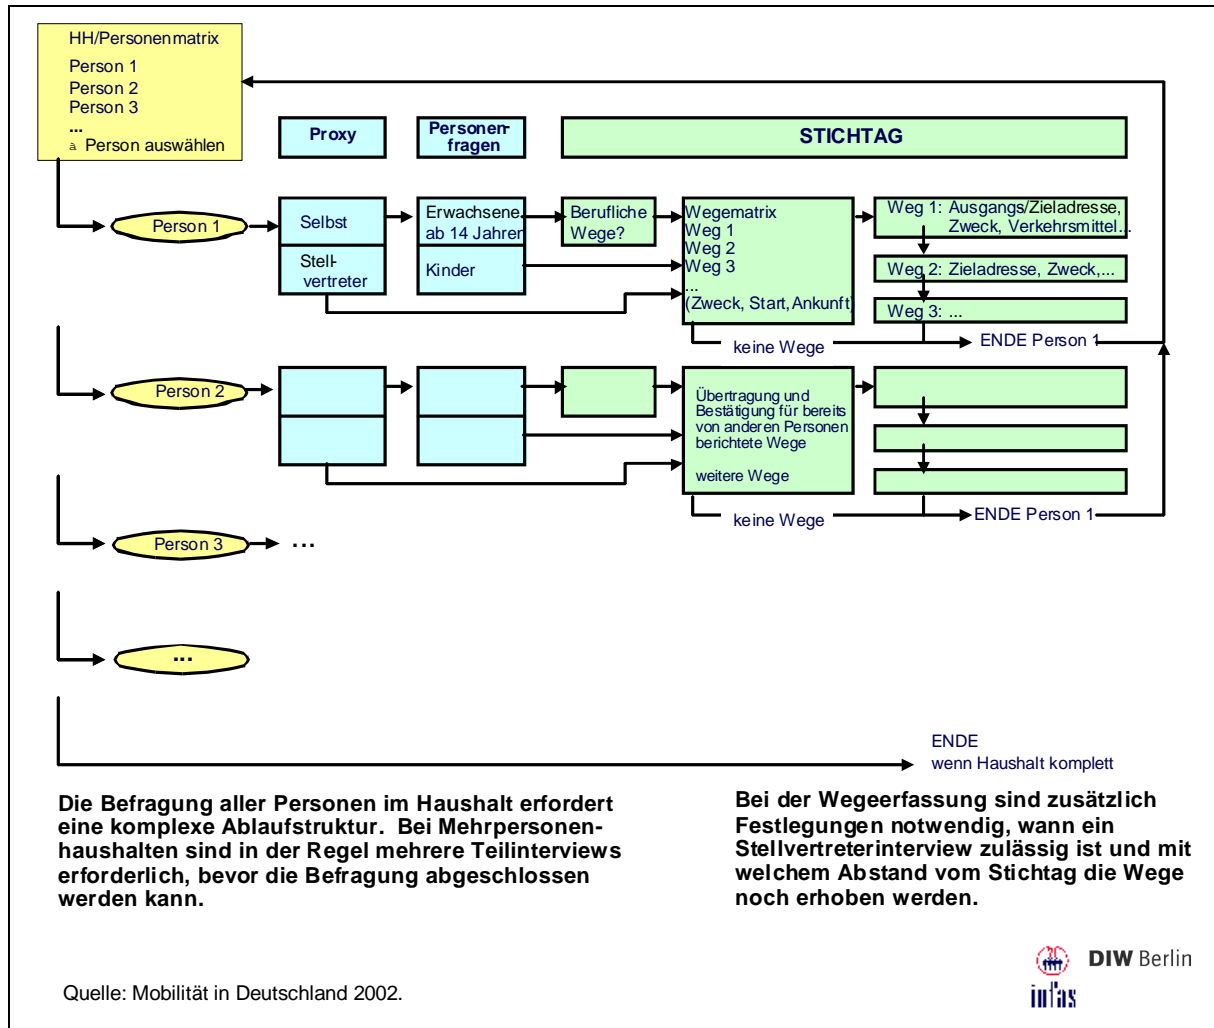 HH/Personenmatrix
Person 1
Person 2
Person 3
...
à Person auswählen
Proxy
Personen-
fragen
STICHTAG
Person 1
Selbst
Stell-
vertreter
Erwachsene
ab 14 Jahren
Kinder
Berufliche
Wege?
Wegematrix
Weg 1
Weg 2
Weg 3
...
(Zweck, Start, Ankunft)
Weg 1: Ausgangs/Zieladresse,
Zweck, Verkehrsmittel...
Weg 2: Zieladresse, Zweck,...
Weg 3: ...
keine Wege
ENDE Person 1
Person 2
Übertragung und
Bestätigung für bereits
von anderen Personen
berichtete Wege
weitere Wege
keine Wege
ENDE Person 1
Person 3
...
...
ENDE
wenn Haushalt komplett
Die Befragung aller Personen im Haushalt erfordert
eine komplexe Ablaufstruktur. Bei Mehrpersonen-
haushalten sind in der Regel mehrere Teilinterviews
erforderlich, bevor die Befragung abgeschlossen
werden kann.
Bei der Wegeerfassung sind zusätzlich
Festlegungen notwendig, wann ein
Stellvertreterinterview zulässig ist und mit
welchem Abstand vom Stichtag die Wege
noch erhoben werden.
Quelle: Mobilität in Deutschland 2002.
infas
DIW Berlin